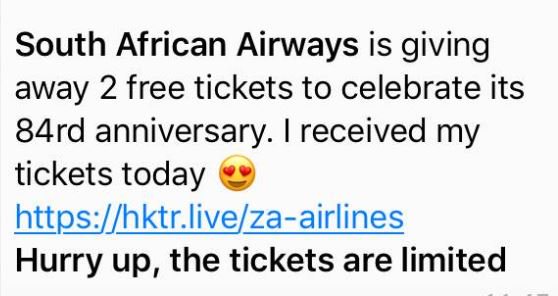 South African Airways is giving
away 2 free tickets to celebrate its
84rd anniversary. I received my
tickets today 😍
https://hktr.live/za-airlines
Hurry up, the tickets are limited